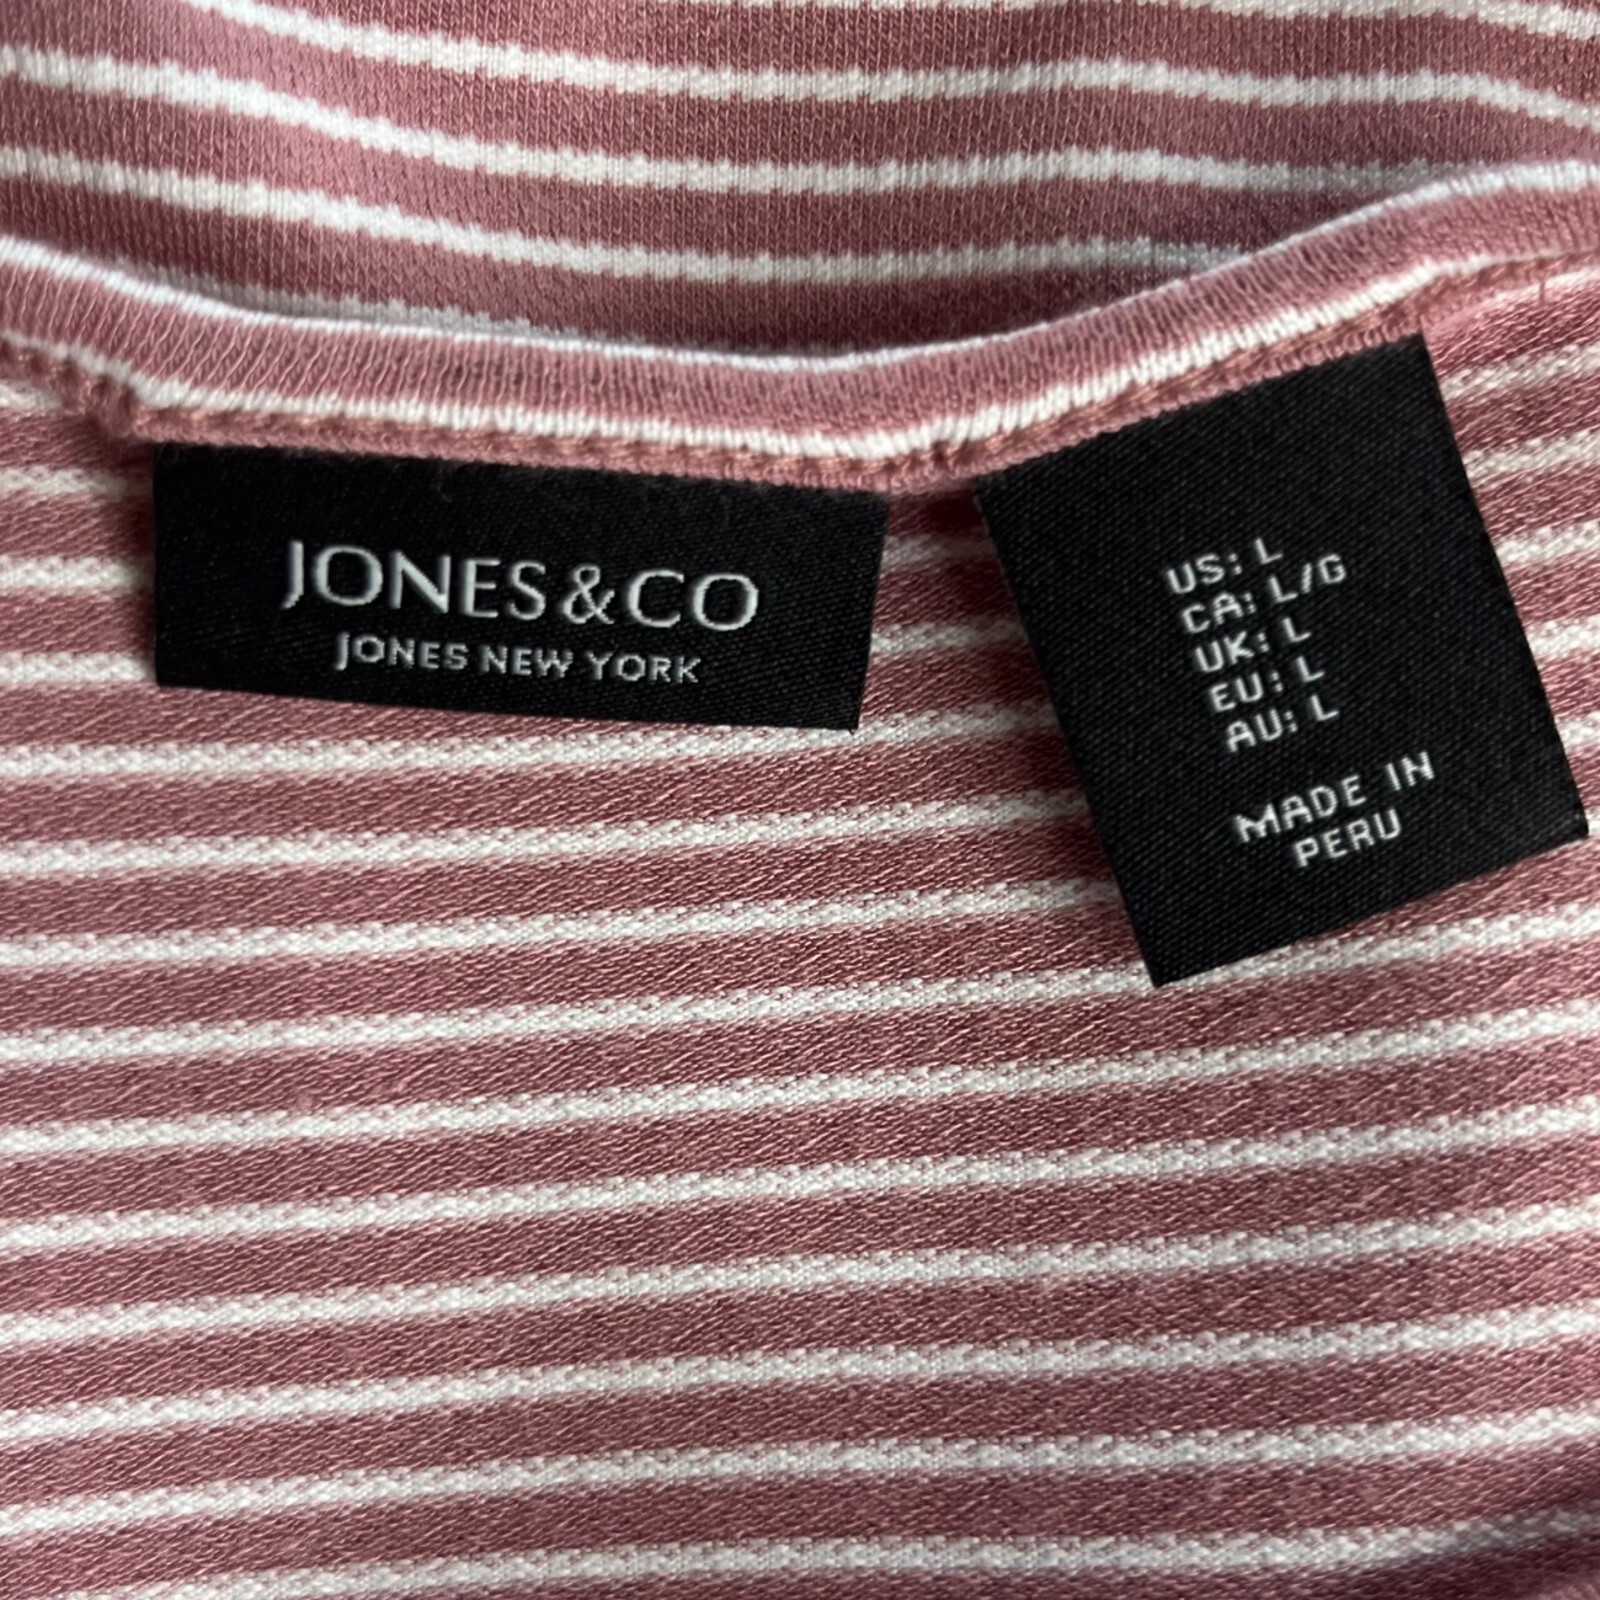 JONES&CO
JONES NEW YORK
US: L
CA: L/G
UK: L
EU: L
AU: L
MADE IN
PERU